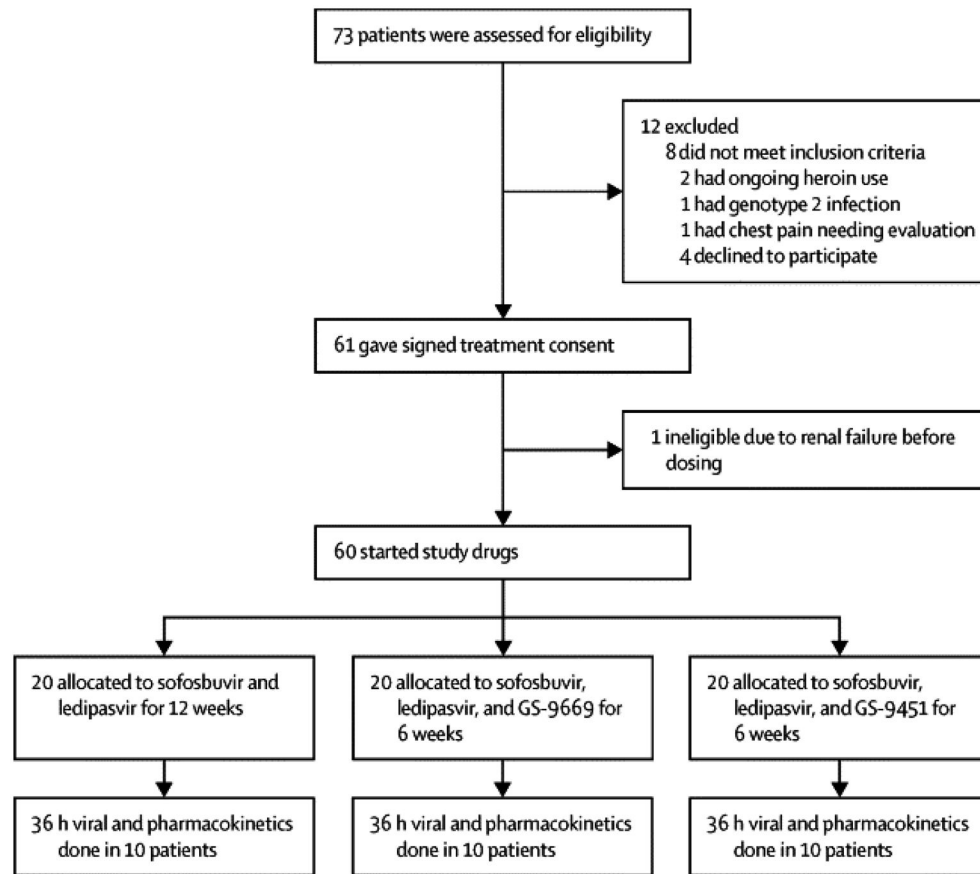 73 patients were assessed for eligibility
12 excluded
8 did not meet inclusion criteria
2 had ongoing heroin use
1 had genotype 2 infection
1 had chest pain needing evaluation
4 declined to participate
61 gave signed treatment consent
1 ineligible due to renal failure before
dosing
60 started study drugs
20 allocated to sofosbuvir and
ledipasvir for 12 weeks
20 allocated to sofosbuvir,
ledipasvir, and GS-9669 for
6 weeks
20 allocated to sofosbuvir,
ledipasvir, and GS-9451 for
6 weeks
36 h viral and pharmacokinetics
done in 10 patients
36 h viral and pharmacokinetics
done in 10 patients
36 h viral and pharmacokinetics
done in 10 patients